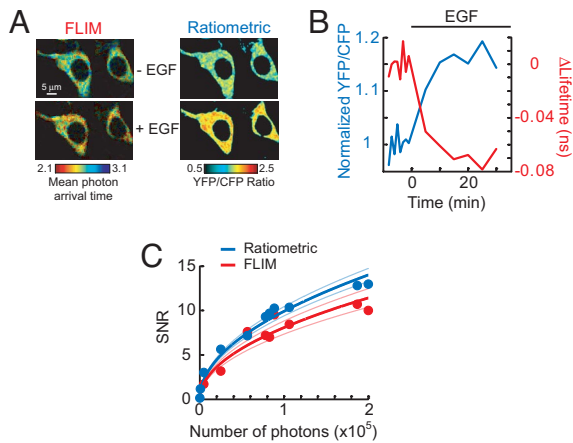 A
FLIM
Ratiometric
- EGF
5 μm
+ EGF
2.1 3.1
Mean photon
arrival time
0.5 2.5
YFP/CFP Ratio
B
EGF
Normalized YFP/CFP
1.2
1.1
1
0
-0.04
-0.08
ΔLifetime (ns)
0 20
Time (min)
C
Ratiometric
FLIM
SNR
15
10
5
0
0 1 2
Number of photons (x10⁵)